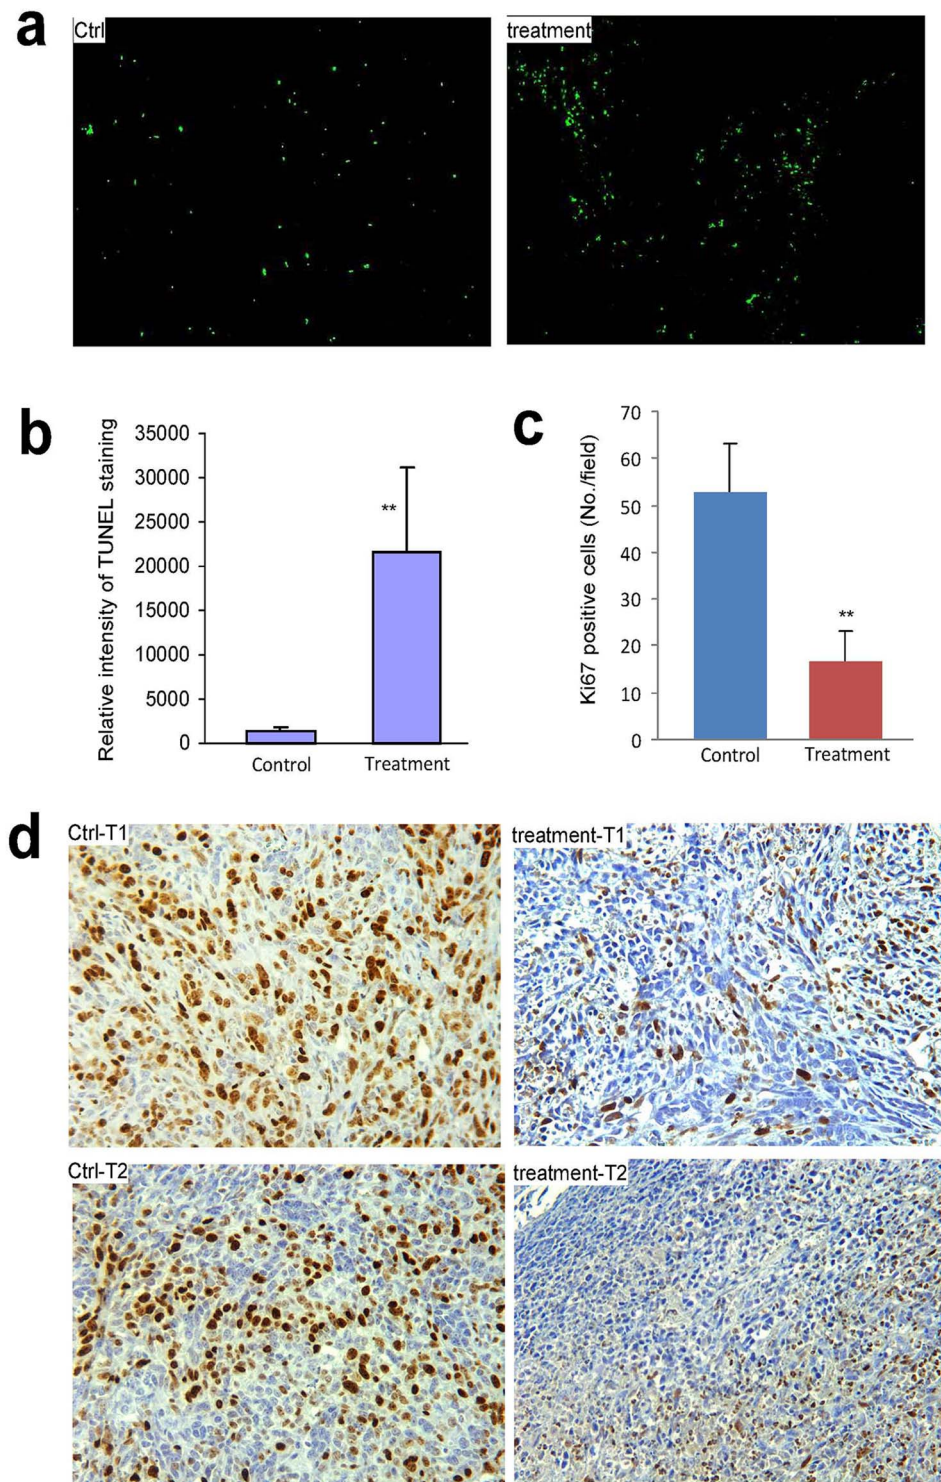 a
Ctrl
treatment
b
Relative intensity of TUNEL staining
35000
30000
25000
20000
15000
10000
5000
0
**
Control
Treatment
c
Ki67 positive cells (No./field)
70
60
50
40
30
20
10
0
**
Control
Treatment
d
Ctrl-T1
treatment-T1
Ctrl-T2
treatment-T2